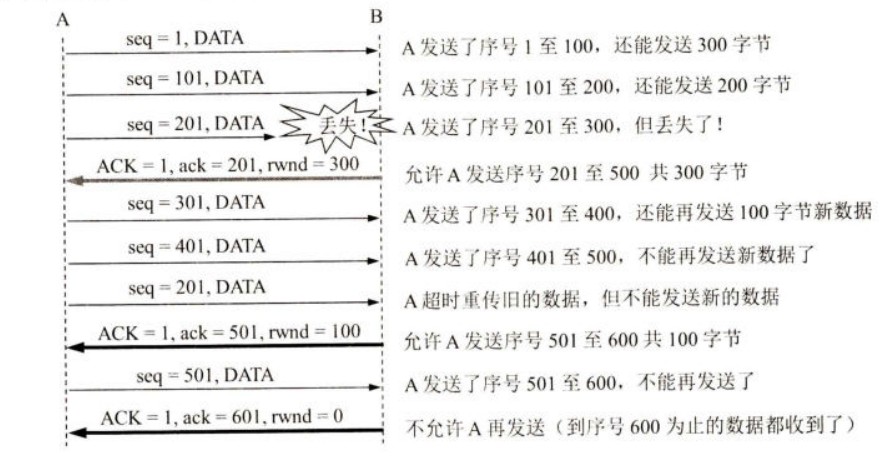 A B
seq = 1, DATA A 发送了序号 1 至 100，还能发送 300 字节
seq = 101, DATA A 发送了序号 101 至 200，还能发送 200 字节
seq = 201, DATA 丢失！ A 发送了序号 201 至 300，但丢失了！
ACK = 1, ack = 201, rwnd = 300 允许 A 发送序号 201 至 500 共 300 字节
seq = 301, DATA A 发送了序号 301 至 400，还能再发送 100 字节新数据
seq = 401, DATA A 发送了序号 401 至 500，不能再发送新数据了
seq = 201, DATA A 超时重传旧的数据，但不能发送新的数据
ACK = 1, ack = 501, rwnd = 100 允许 A 发送序号 501 至 600 共 100 字节
seq = 501, DATA A 发送了序号 501 至 600，不能再发送了
ACK = 1, ack = 601, rwnd = 0 不允许 A 再发送（到序号 600 为止的数据都收到了）